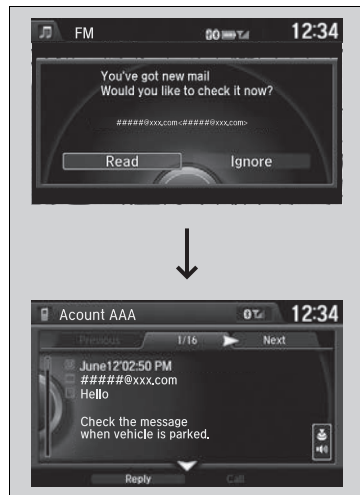 FM 12:34
You've got new mail
Would you like to check it now?
#####@xxx.com<#####@xxx.com>
Read Ignore
Acount AAA 12:34
Previous 1/16 Next
June12'02:50 PM
#####@xxx.com
Hello
Check the message
when vehicle is parked.
Reply Call